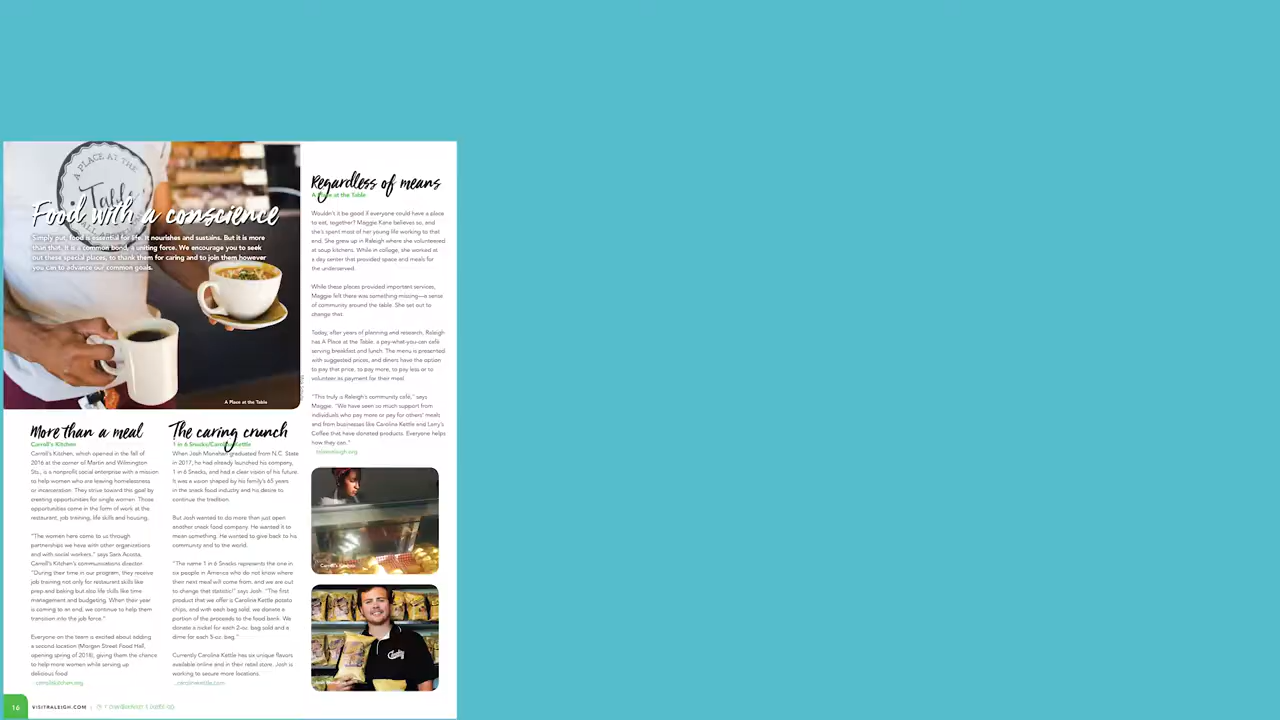 A PLACE AT THE
Table
Food with a conscience
Simply put, food is essential for life. It nourishes and sustains. But it is more
than that. It is a common bond, a uniting force. We encourage you to seek
out these special places, to thank them for caring and to join them however
you can to advance our common goals.
A Place at the Table
More than a meal
Carroll's Kitchen
Carroll's Kitchen, which opened in the fall of
2016 at the corner of Martin and Wilmington
Sts., is a nonprofit social enterprise with a mission
to help women who are leaving homelessness
or incarceration. They strive toward this goal by
creating opportunities for single women. Those
opportunities come in the form of work at the
restaurant, job training, life skills and housing.
"The women here come to us through
partnerships we have with other organizations
and with social workers," says Sara Acosta,
Carroll's Kitchen's communications director.
"During their time in our program, they receive
job training not only for restaurant skills like
prep and baking but also life skills like time
management and budgeting. When their year
is coming to an end, we continue to help them
transition into the job force."
Everyone on the team is excited about adding
a second location (Morgan Street Food Hall,
opening spring of 2018), giving them the chance
to help more women while serving up
delicious food.
carrollskitchen.org
The caring crunch
1 in 6 Snacks/Carolina Kettle
When Josh Monahan graduated from N.C. State
in 2017, he had already launched his company,
1 in 6 Snacks, and had a clear vision of his future.
It was a vision shaped by his family's 65 years
in the snack food industry and his desire to
continue the tradition.
But Josh wanted to do more than just open
another snack food company. He wanted it to
mean something. He wanted to give back to his
community and to the world.
"The name 1 in 6 Snacks represents the one in
six people in America who do not know where
their next meal will come from, and we are out
to change that statistic!" says Josh. "The first
product that we offer is Carolina Kettle potato
chips, and with each bag sold, we donate a
portion of the proceeds to the food bank. We
donate a nickel for each 2-oz. bag sold and a
dime for each 5-oz. bag."
Currently Carolina Kettle has six unique flavors
available online and in their retail store. Josh is
working to secure more locations.
carolinakettle.com
Regardless of means
A Place at the Table
Wouldn't it be good if everyone could have a place
to eat, together? Maggie Kane believes so, and
she's spent most of her young life working to that
end. She grew up in Raleigh where she volunteered
at soup kitchens. While in college, she worked at
a day center that provided space and meals for
the underserved.
While these places provided important services,
Maggie felt there was something missing—a sense
of community around the table. She set out to
change that.
Today, after years of planning and research, Raleigh
has A Place at the Table, a pay-what-you-can café
serving breakfast and lunch. The menu is presented
with suggested prices, and diners have the option
to pay that price, to pay more, to pay less or to
volunteer as payment for their meal.
"This truly is Raleigh's community café," says
Maggie. "We have seen so much support from
individuals who pay more or pay for others' meals
and from businesses like Carolina Kettle and Larry's
Coffee that have donated products. Everyone helps
how they can."
tableraleigh.org
Carroll's Kitchen
16
VISITRALEIGH.COM |